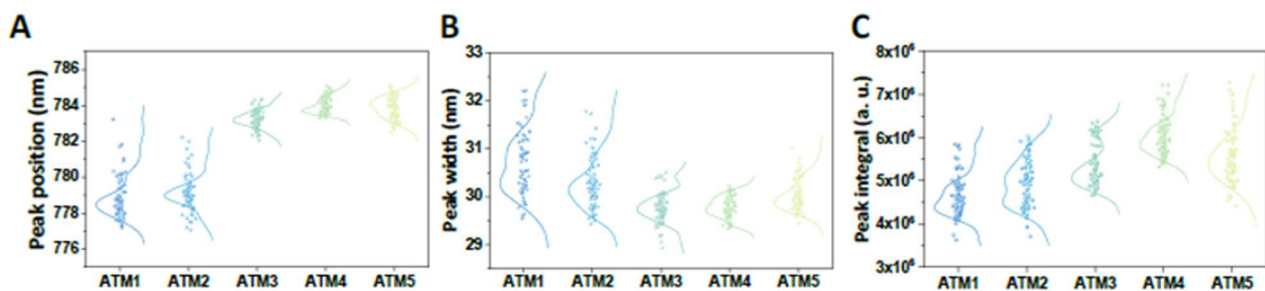 A
Peak position (nm)
786
784
782
780
778
776
ATM1 ATM2 ATM3 ATM4 ATM5
B
Peak width (nm)
33
32
31
30
29
ATM1 ATM2 ATM3 ATM4 ATM5
C
Peak integral (a. u.)
8x10⁶
7x10⁶
6x10⁶
5x10⁶
4x10⁶
3x10⁶
ATM1 ATM2 ATM3 ATM4 ATM5